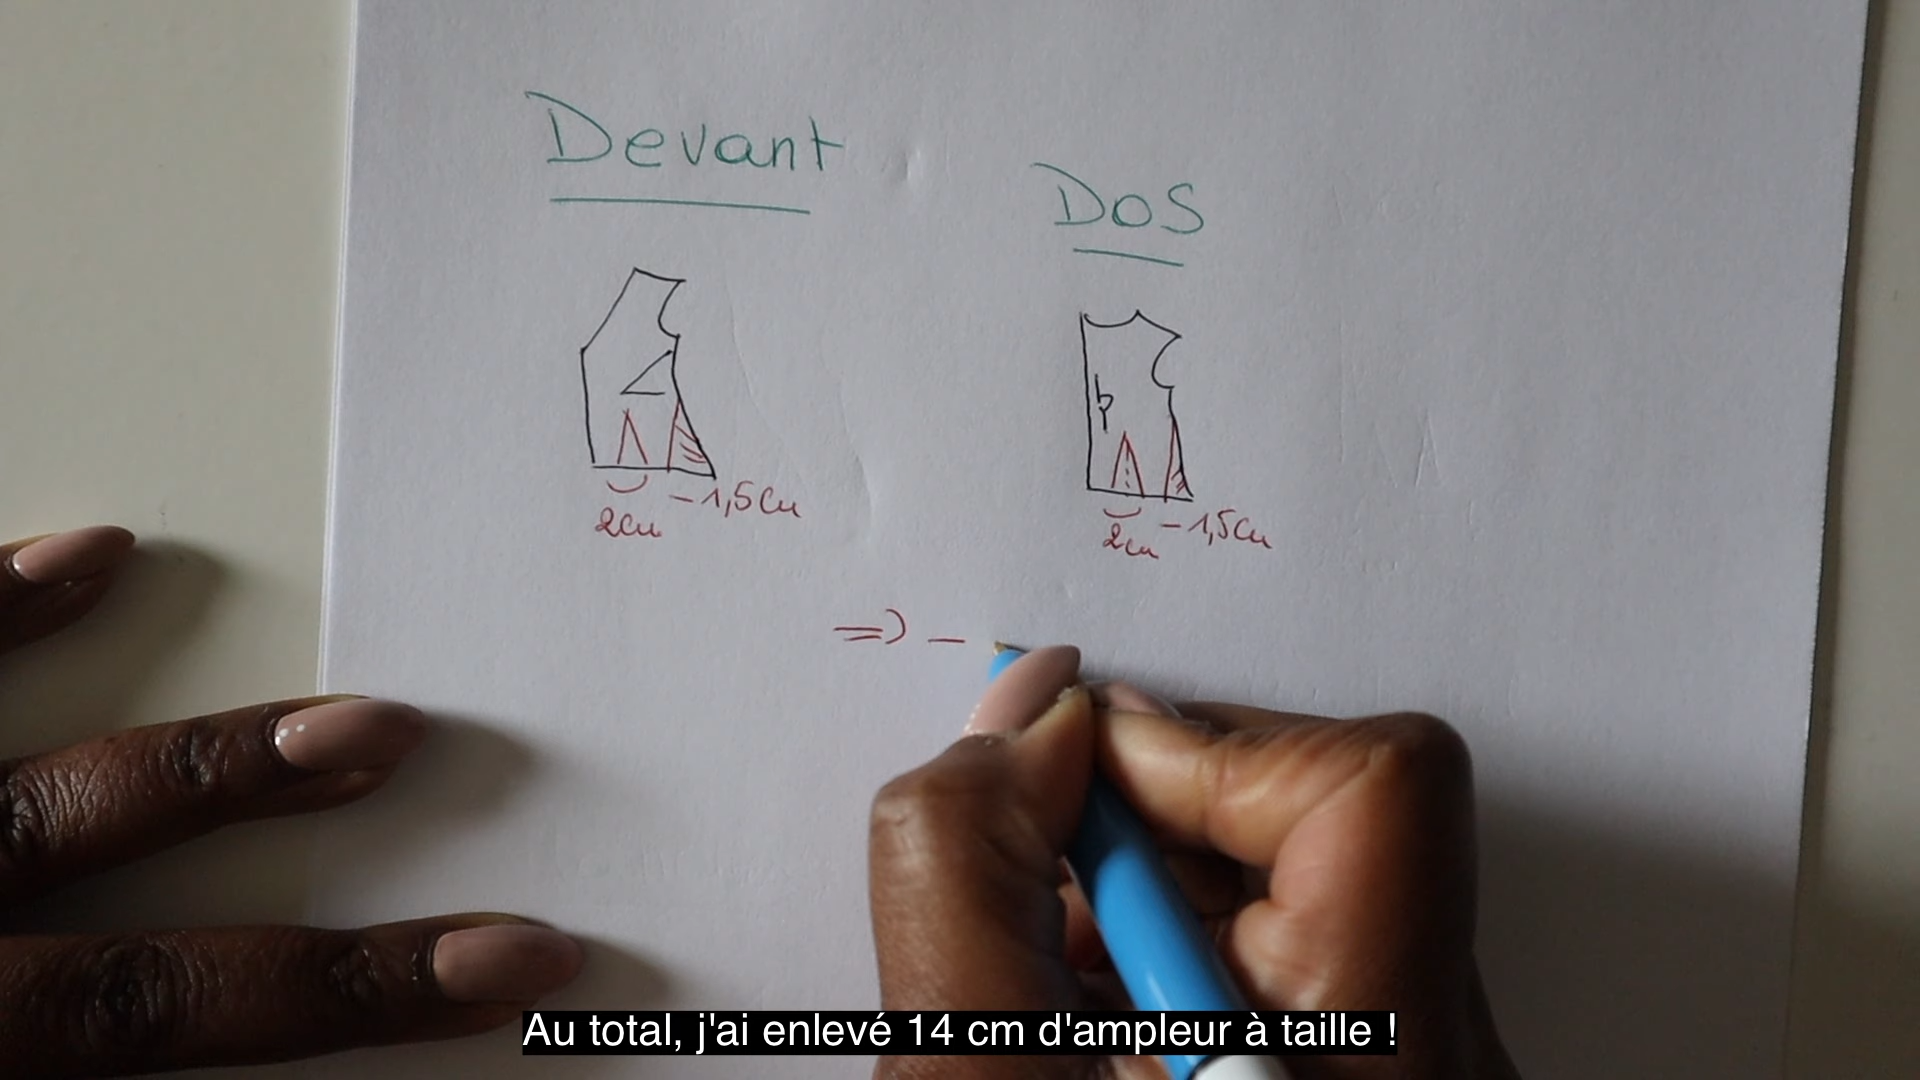 Devant
Dos
2cm
-1,5cm
2cm
-1,5cm
=> -
Au total, j'ai enlevé 14 cm d'ampleur à taille !